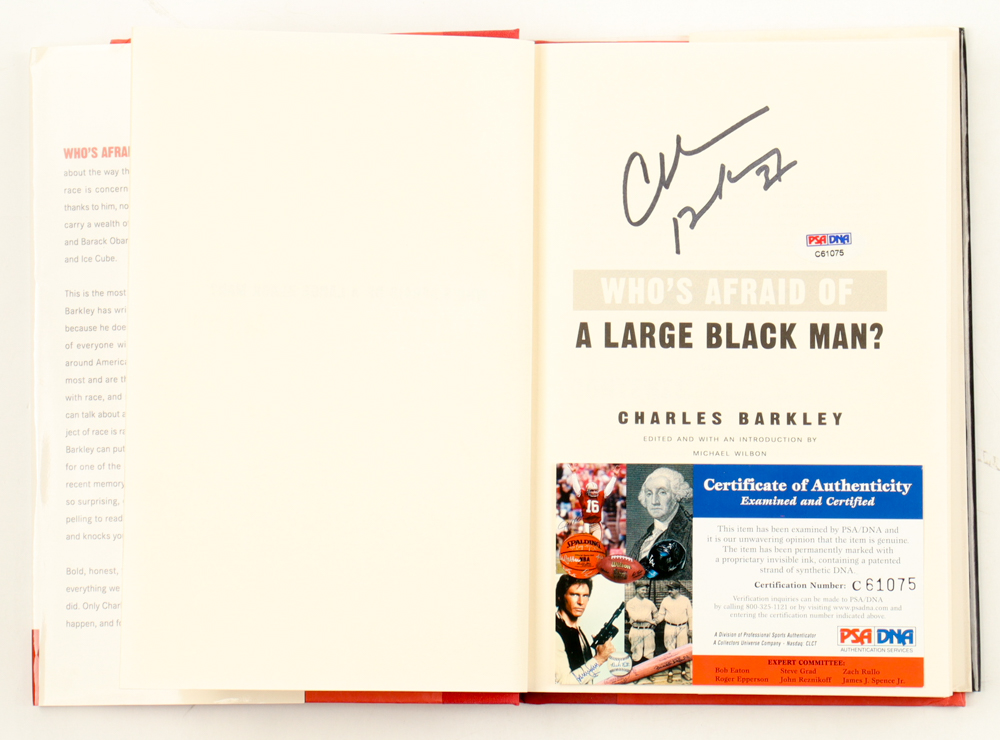 WHO'S AFRA
about the way th
race is concern
thanks to him, no
carry a wealth o
and Barack Obar
and Ice Cube.
This is the most
Barkley has wri
because he doe
of everyone wi
around America
most and are th
with race, and
can talk about a
ject of race is ra
Barkley can put
for one of the
recent memory
so surprising,
pelling to read
and knocks yo
Bold, honest,
everything we
did. Only Charl
happen, and fo
Charles
Barkley
PSA DNA
C61075
WHO'S AFRAID OF
A LARGE BLACK MAN?
CHARLES BARKLEY
EDITED AND WITH AN INTRODUCTION BY
MICHAEL WILBON
16
SPALDING
Certificate of Authenticity
Examined and Certified
This item has been examined by PSA/DNA and
it is our unwavering opinion that the item is genuine.
The item has been permanently marked with
a proprietary invisible ink, containing a patented
strand of synthetic DNA.
Certification Number: C 61075
Verification inquiries can be made to PSA/DNA
by calling 800-325-1121 or by visiting www.psadna.com and
entering the certification number indicated above.
A Division of Professional Sports Authenticator
A Collectors Universe Company - Nasdaq: CLCT
PSA DNA
AUTHENTICATION SERVICES
EXPERT COMMITTEE:
Bob Eaton Steve Grad Zach Rullo
Roger Epperson John Reznikoff James J. Spence Jr.